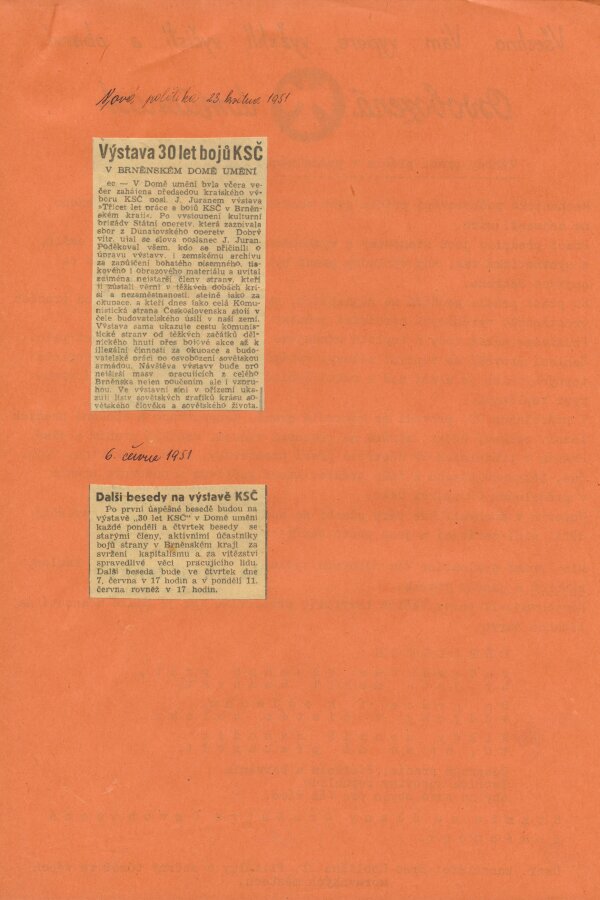 Nová politika 23. května 1951
Výstava 30 let bojů KSČ
V BRNĚNSKÉM DOMĚ UMĚNÍ
ec — V Domě umění byla včera ve-
čer zahájena předsedou krajského vý-
boru KSČ posl. J. Juranem výstava
»Třicet let práce a bojů KSČ v Brněn-
ském kraji«. Po vystoupení kulturní
brigády Státní operety, která zazpívala
sbor z Dunajovského operety Dobrý
vítr, ujal se slova poslanec J. Juran.
Poděkoval všem, kdo se přičinili o
úpravu výstavy, i zemskému archivu
za zapůjčení bohatého písemného, tis-
kového i obrazového materiálu a uvítal
zejména nejstarší členy strany, kteří
jí zůstali věrni v těžkých dobách kri-
sí a nezaměstnanosti, stejně jako za
okupace, a kteří dnes jako celá Komu-
nistická strana Československa stojí v
čele budovatelského úsilí v naší zemi.
Výstava sama ukazuje cestu komunis-
tické strany od těžkých začátků děl-
nického hnutí přes bojové akce až k
illegální činnosti za okupace a budo-
vatelské práci po osvobození sovětskou
armádou. Návštěva výstavy bude pro
nejširší masy pracujících z celého
Brněnska nejen poučením ale i vzpru-
hou. Ve výstavní síni v přízemí uka-
zují listy sovětských grafiků krásu so-
větského člověka a sovětského života.
6. června 1951
Další besedy na výstavě KSČ
Po první úspěšné besedě budou na
výstavě „30 let KSČ“ v Domě umění
každé pondělí a čtvrtek besedy se
starými členy, aktivními účastníky
bojů strany v Brněnském kraji za
svržení kapitalismu a za vítězství
spravedlivé věci pracujícího lidu.
Další beseda bude ve čtvrtek dne
7. června v 17 hodin a v pondělí 11.
června rovněž v 17 hodin.